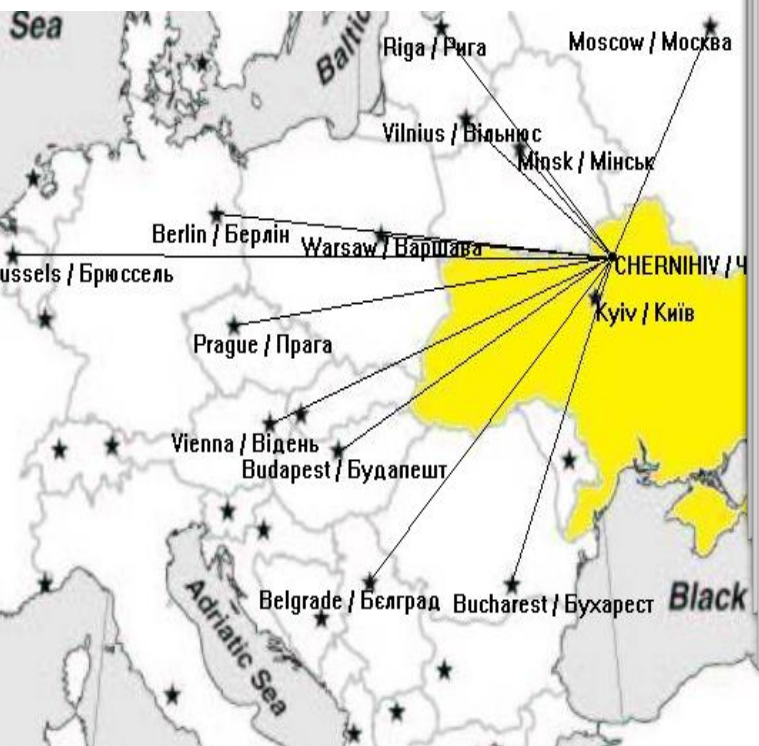 Sea
Baltic
Riga / Рига
Moscow / Москва
Vilnius / Вільнюс
Minsk / Мінськ
Berlin / Берлін
Warsaw / Варшава
ussels / Брюссель
CHERNIHIV / Ч
Kyiv / Київ
Prague / Прага
Vienna / Відень
Budapest / Будапешт
Belgrade / Бєлград
Bucharest / Бухарест
Black
Adriatic Sea